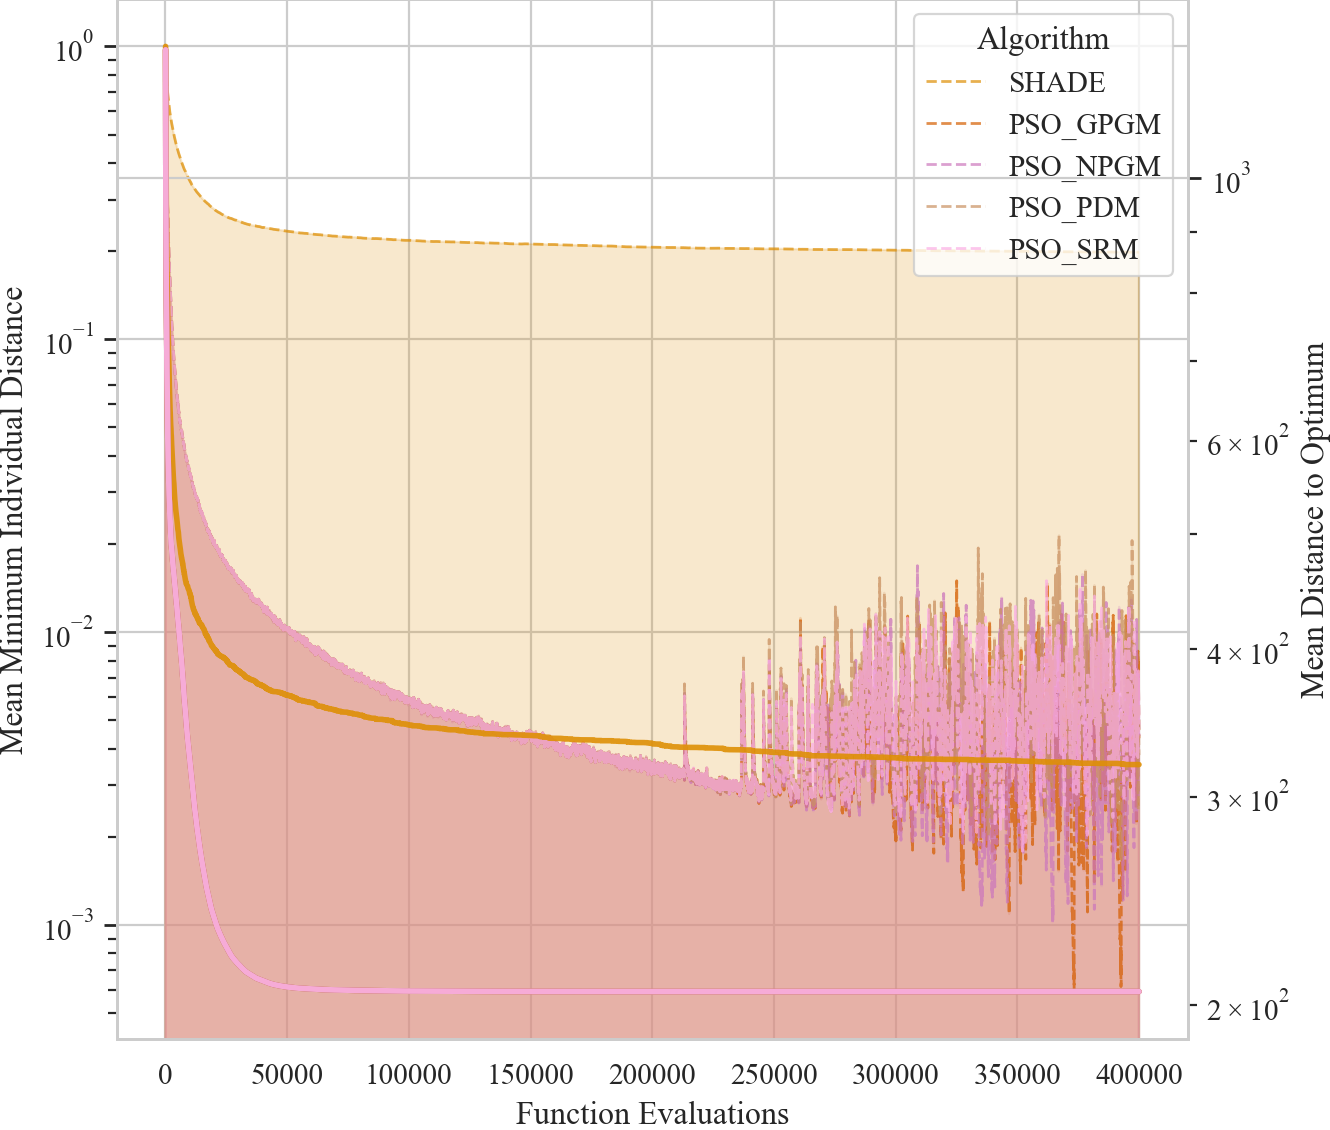 Mean Minimum Individual Distance
10^0
10^−1
10^−2
10^−3
Algorithm
SHADE
PSO_GPGM
PSO_NPGM
PSO_PDM
PSO_SRM
10^3
6 × 10^2
4 × 10^2
3 × 10^2
2 × 10^2
Mean Distance to Optimum
0 50000 100000 150000 200000 250000 300000 350000 400000
Function Evaluations